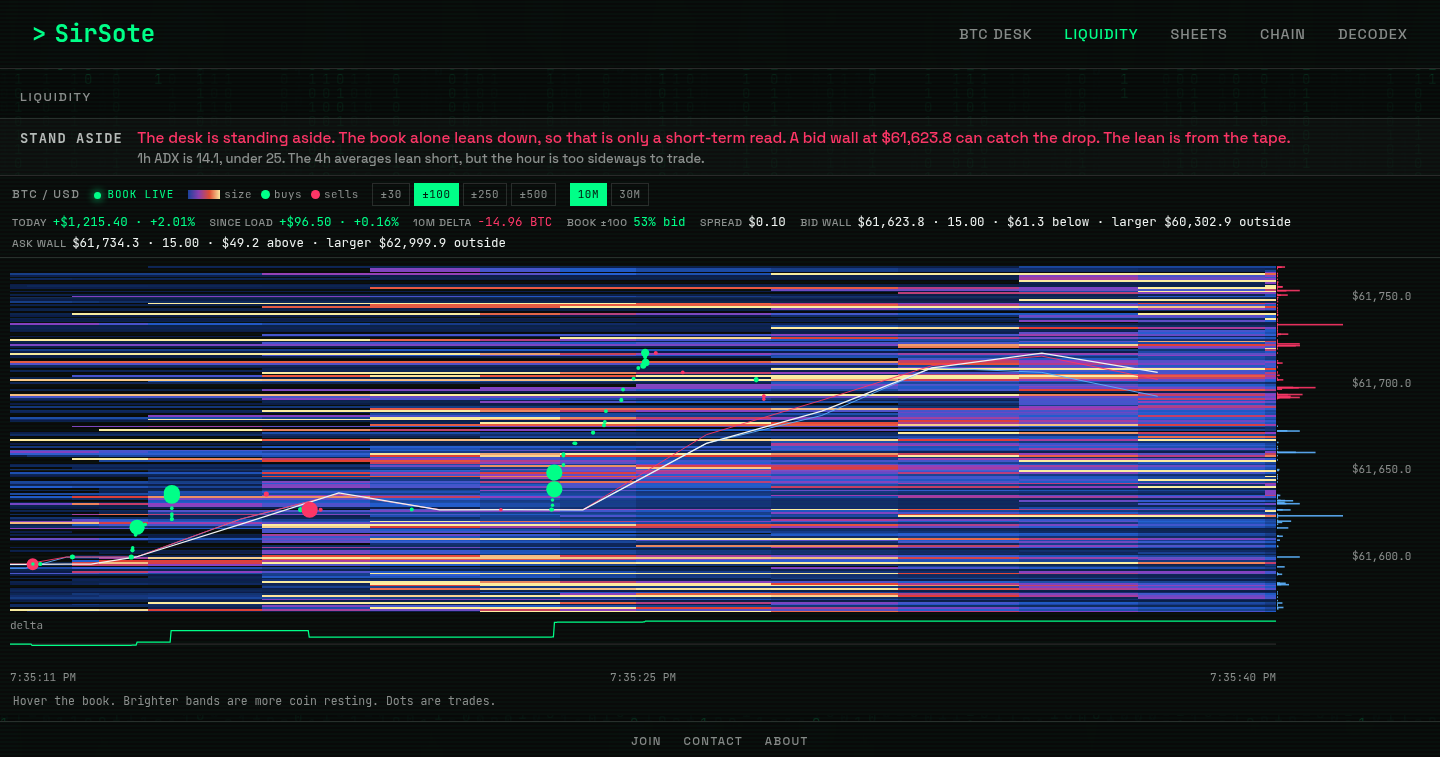 > SirSote
BTC DESK LIQUIDITY SHEETS CHAIN DECODEX
LIQUIDITY
STAND ASIDE The desk is standing aside. The book alone leans down, so that is only a short-term read. A bid wall at $61,623.8 can catch the drop. The lean is from the tape.
1h ADX is 14.1, under 25. The 4h averages lean short, but the hour is too sideways to trade.
BTC / USD BOOK LIVE size buys sells ±30 ±100 ±250 ±500 10M 30M
TODAY +$1,215.40 · +2.01% SINCE LOAD +$96.50 · +0.16% 10M DELTA -14.96 BTC BOOK ±100 53% bid SPREAD $0.10 BID WALL $61,623.8 · 15.00 · $61.3 below · larger $60,302.9 outside
ASK WALL $61,734.3 · 15.00 · $49.2 above · larger $62,999.9 outside
$61,750.0
$61,700.0
$61,650.0
$61,600.0
delta
7:35:11 PM 7:35:25 PM 7:35:40 PM
Hover the book. Brighter bands are more coin resting. Dots are trades.
JOIN CONTACT ABOUT